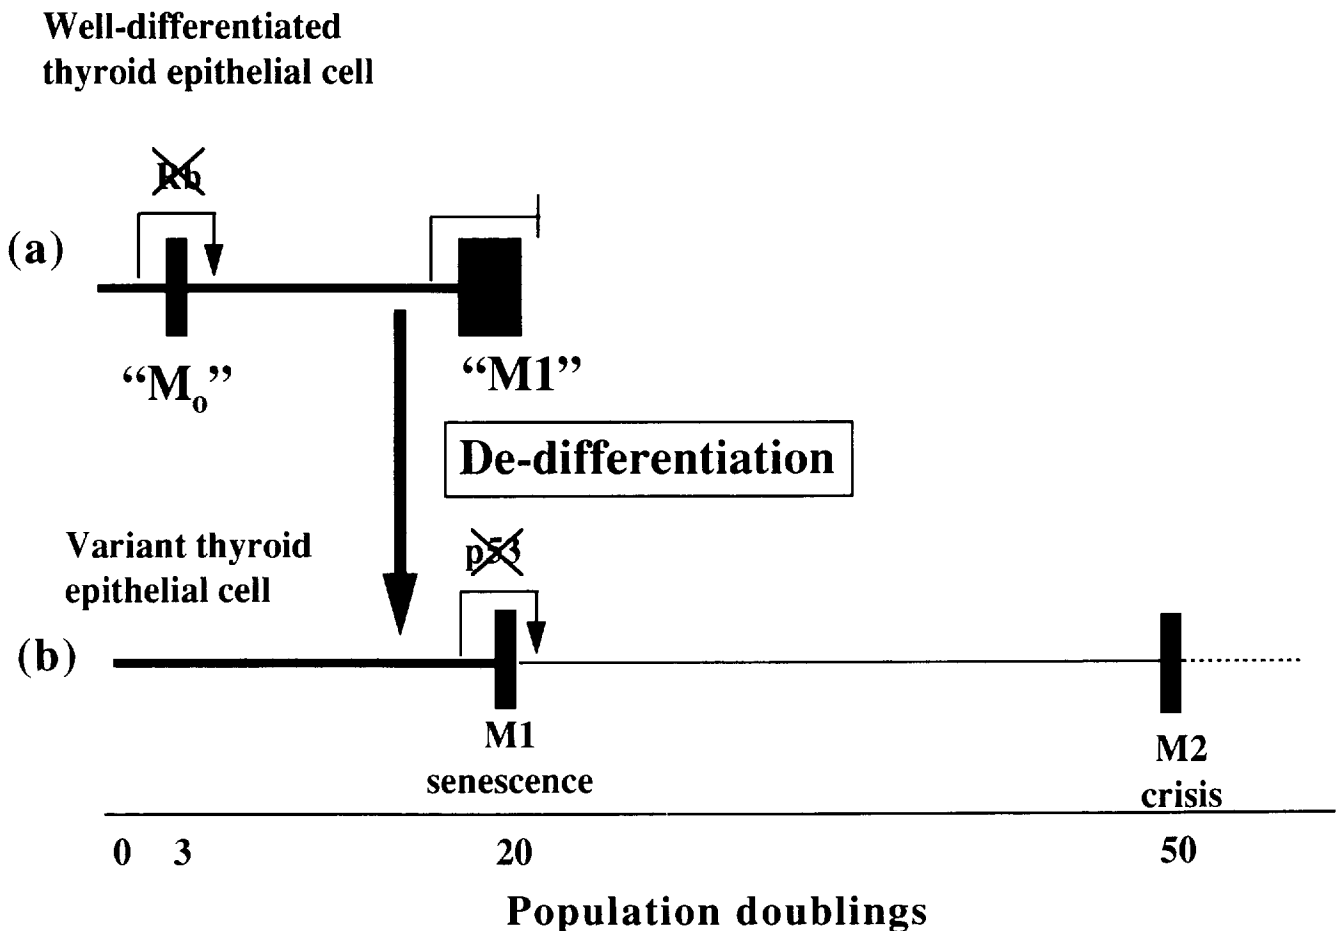 Well-differentiated
thyroid epithelial cell
Rb
(a)
“Mo”
“M1”
De-differentiation
Variant thyroid
epithelial cell
p53
(b)
M1
senescence
M2
crisis
0 3 20 50
Population doublings